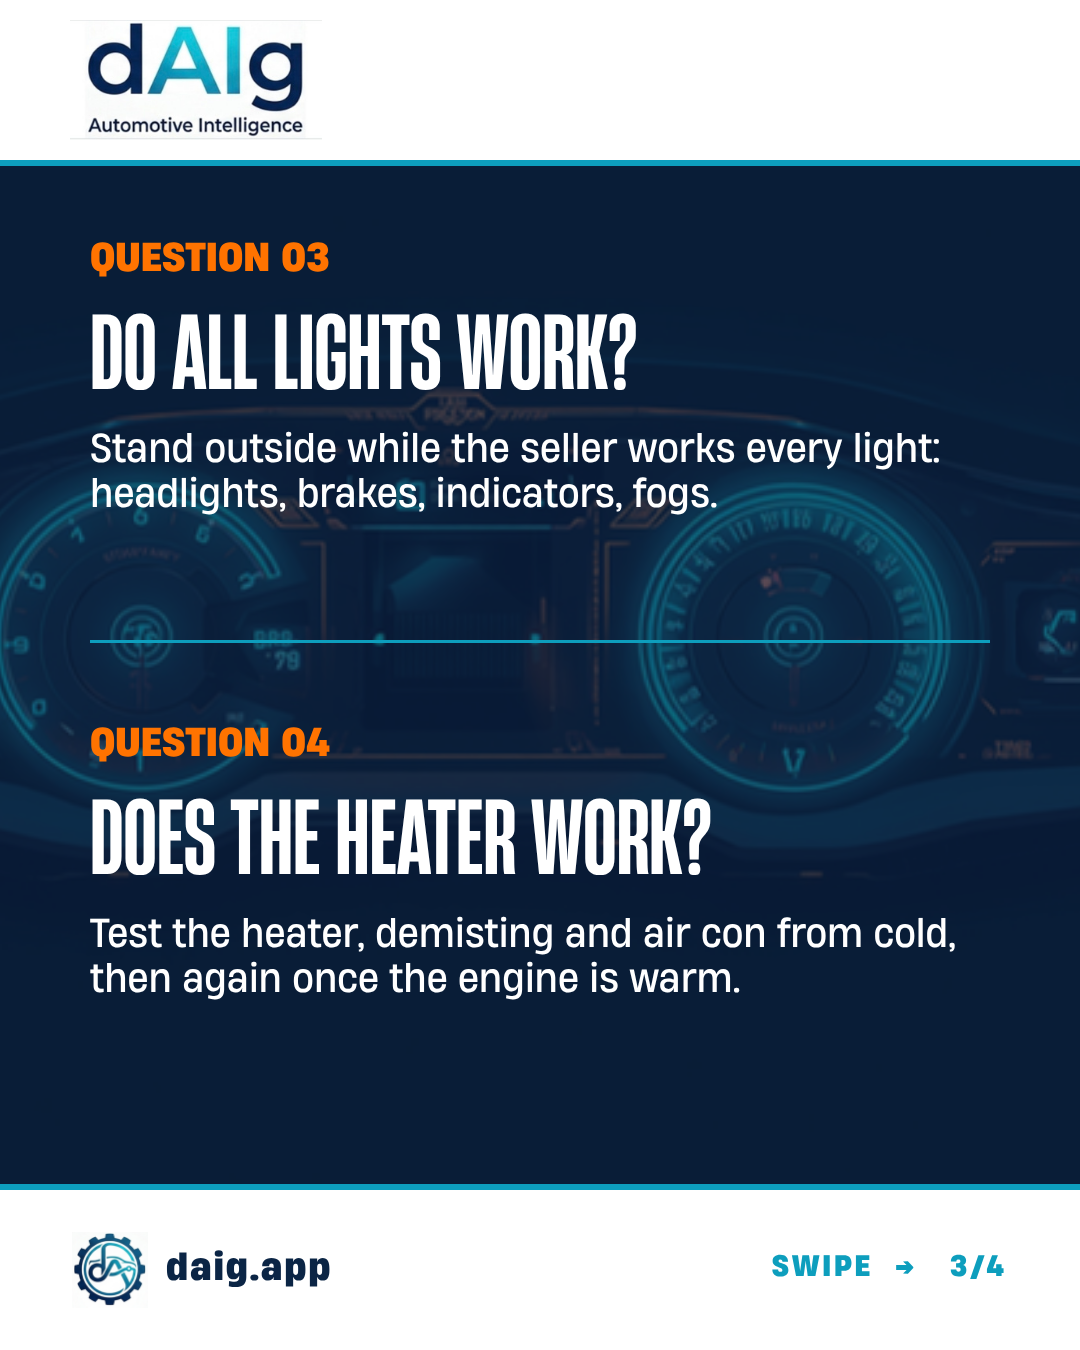 dAIg
Automotive Intelligence
QUESTION 03
DO ALL LIGHTS WORK?
Stand outside while the seller works every light:
headlights, brakes, indicators, fogs.
QUESTION 04
DOES THE HEATER WORK?
Test the heater, demisting and air con from cold,
then again once the engine is warm.
daig.app
SWIPE → 3/4